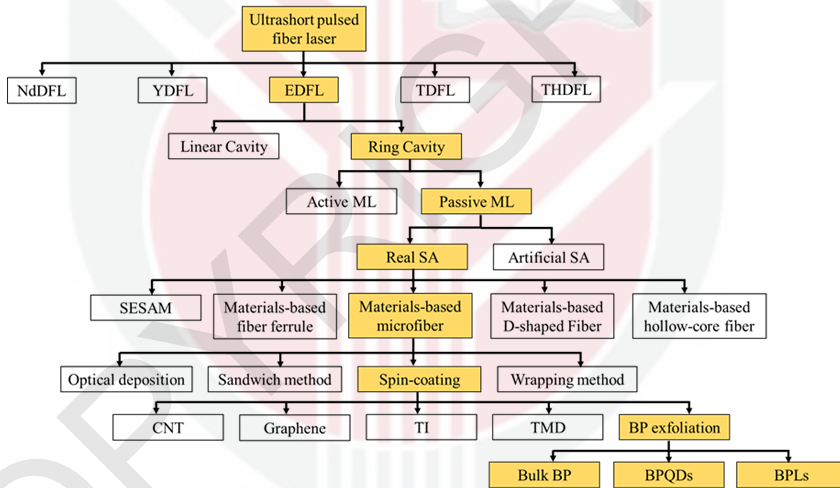 Ultrashort pulsed
fiber laser
NdDFL
YDFL
EDFL
TDFL
THDFL
Linear Cavity
Ring Cavity
Active ML
Passive ML
Real SA
Artificial SA
SESAM
Materials-based
fiber ferrule
Materials-based
microfiber
Materials-based
D-shaped Fiber
Materials-based
hollow-core fiber
Optical deposition
Sandwich method
Spin-coating
Wrapping method
CNT
Graphene
TI
TMD
BP exfoliation
Bulk BP
BPQDs
BPLs